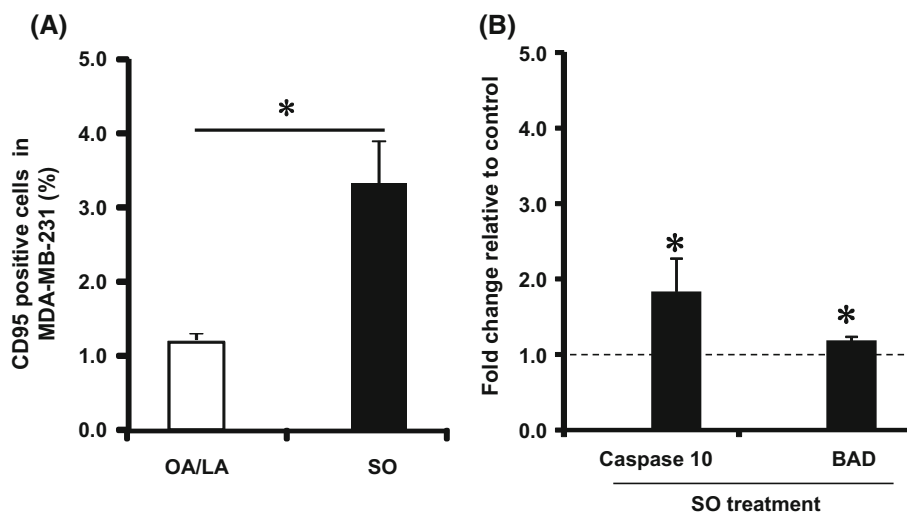 (A)
CD95 positive cells in
MDA-MB-231 (%)
5.0
4.0
3.0
2.0
1.0
0.0
*
OA/LA
SO
(B)
Fold change relative to control
5.0
4.0
3.0
2.0
1.0
0.0
*
*
Caspase 10
BAD
SO treatment